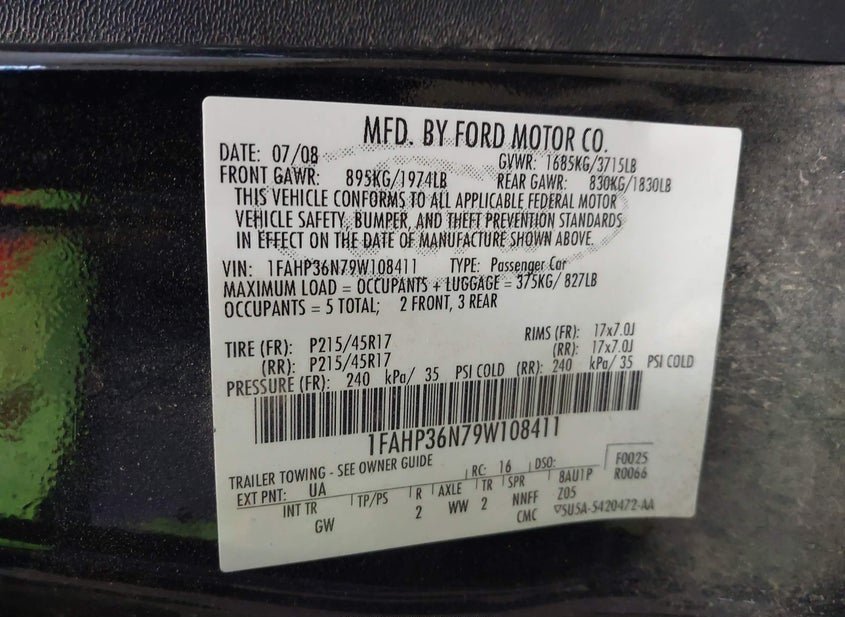 MFD. BY FORD MOTOR CO.
DATE: 07/08 GVWR: 1685KG/3715LB
FRONT GAWR: 895KG/1974LB REAR GAWR: 830KG/1830LB
THIS VEHICLE CONFORMS TO ALL APPLICABLE FEDERAL MOTOR
VEHICLE SAFETY, BUMPER, AND THEFT PREVENTION STANDARDS
IN EFFECT ON THE DATE OF MANUFACTURE SHOWN ABOVE.
VIN: 1FAHP36N79W108411 TYPE: Passenger Car
MAXIMUM LOAD = OCCUPANTS + LUGGAGE = 375KG/ 827LB
OCCUPANTS = 5 TOTAL; 2 FRONT, 3 REAR
TIRE (FR): P215/45R17 RIMS (FR): 17x7.0J
(RR): P215/45R17 (RR): 17x7.0J
PRESSURE (FR): 240 kPa/ 35 PSI COLD (RR): 240 kPa/ 35 PSI COLD
1FAHP36N79W108411
TRAILER TOWING - SEE OWNER GUIDE RC: 16 DSO: F0025
EXT PNT: UA 8AU1P R0066
INT TR TP/PS R AXLE TR SPR Z05
GW 2 WW 2 NNFF
CMC ▽5U5A-5420472-AA